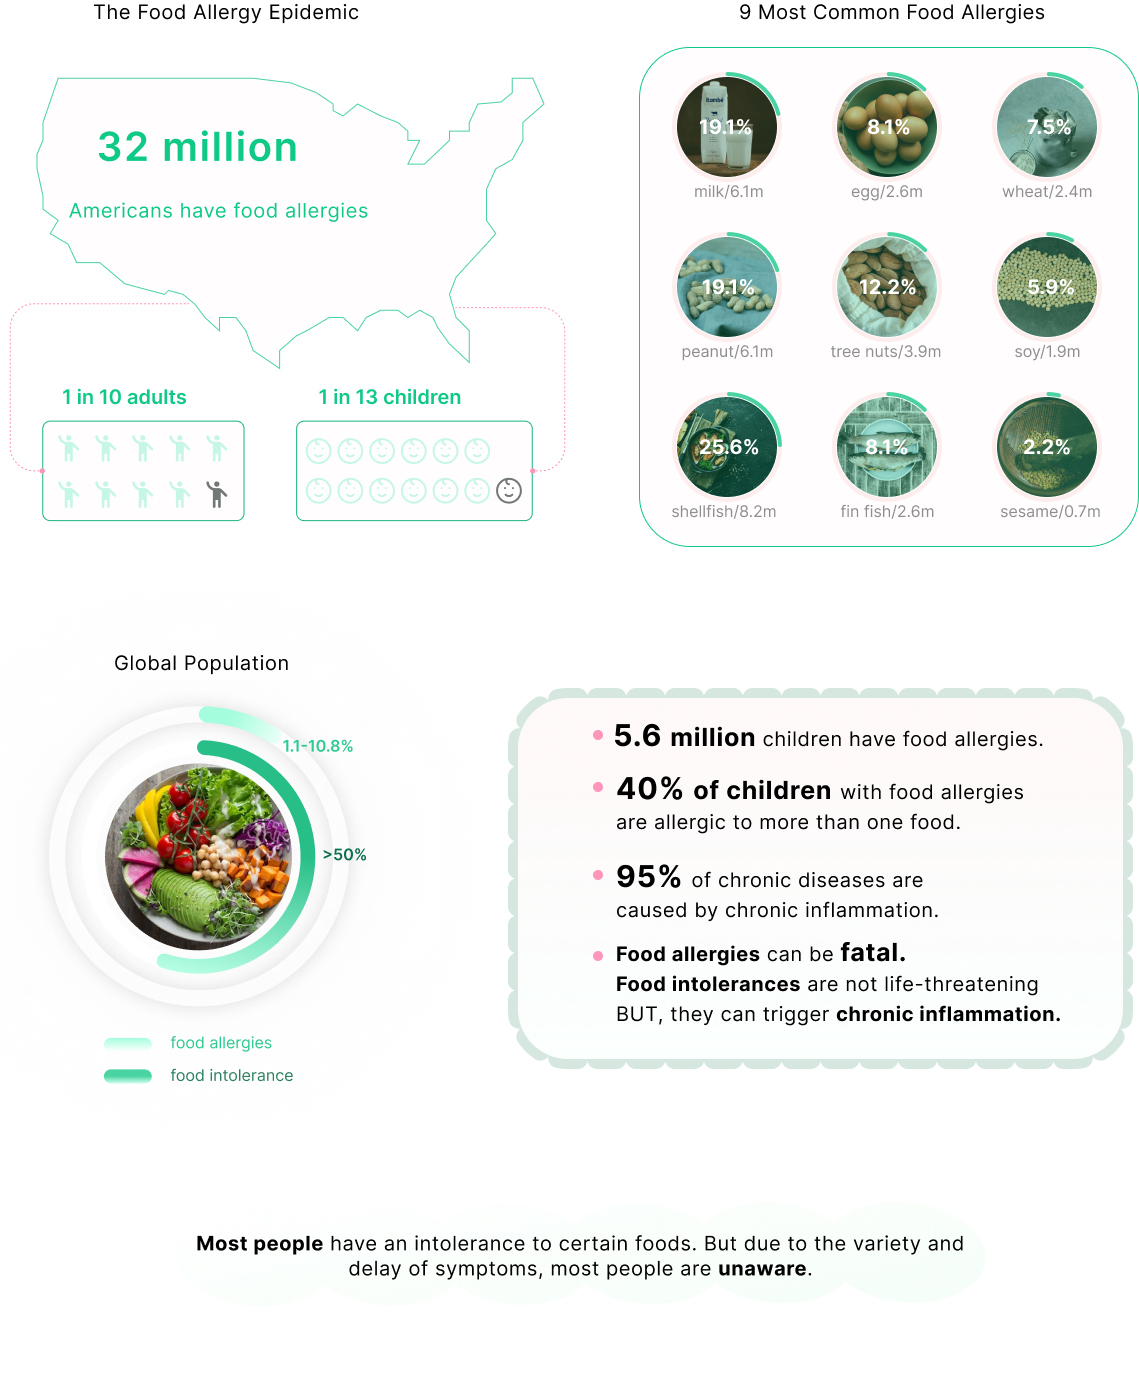 The Food Allergy Epidemic
9 Most Common Food Allergies
32 million
Americans have food allergies
1 in 10 adults
1 in 13 children
19.1%
8.1%
7.5%
milk/6.1m
egg/2.6m
wheat/2.4m
19.1%
12.2%
5.9%
peanut/6.1m
tree nuts/3.9m
soy/1.9m
25.6%
8.1%
2.2%
shellfish/8.2m
fin fish/2.6m
sesame/0.7m
Global Population
1.1-10.8%
>50%
food allergies
food intolerance
5.6 million children have food allergies.
40% of children with food allergies
are allergic to more than one food.
95% of chronic diseases are
caused by chronic inflammation.
Food allergies can be fatal.
Food intolerances are not life-threatening
BUT, they can trigger chronic inflammation.
Most people have an intolerance to certain foods. But due to the variety and
delay of symptoms, most people are unaware.